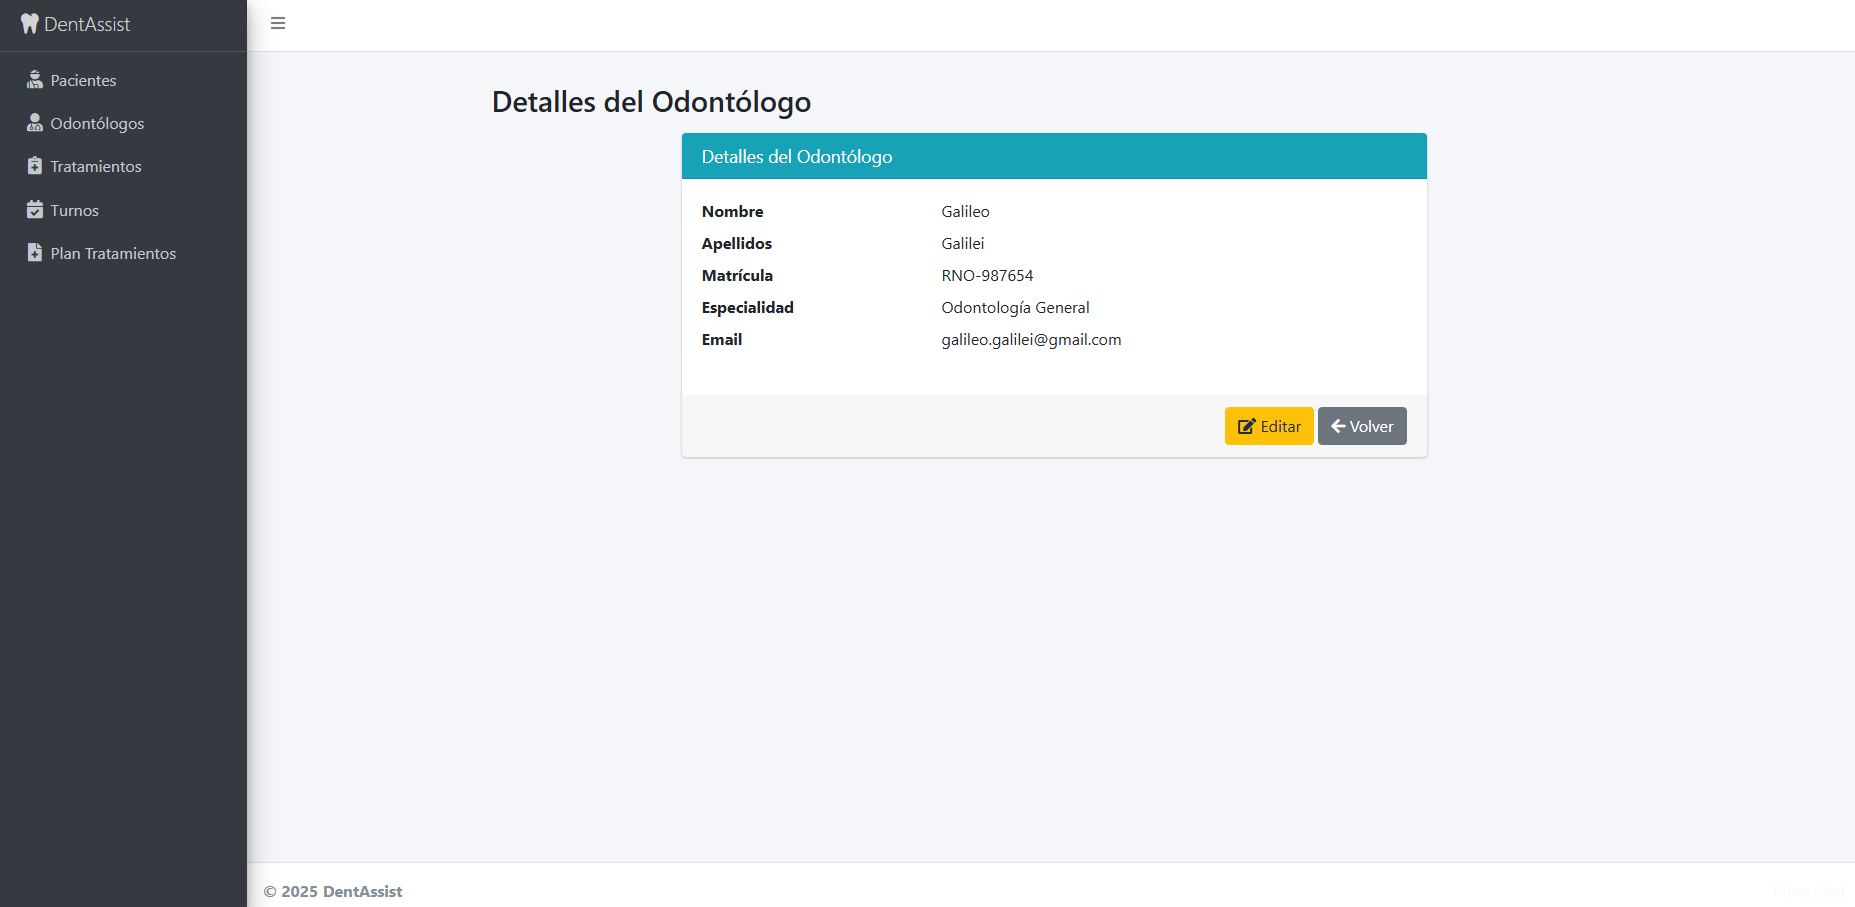 DentAssist
Pacientes
Odontólogos
Tratamientos
Turnos
Plan Tratamientos
Detalles del Odontólogo
Detalles del Odontólogo
Nombre Galileo
Apellidos Galilei
Matrícula RNO-987654
Especialidad Odontología General
Email galileo.galilei@gmail.com
Editar Volver
© 2025 DentAssist Privacidad